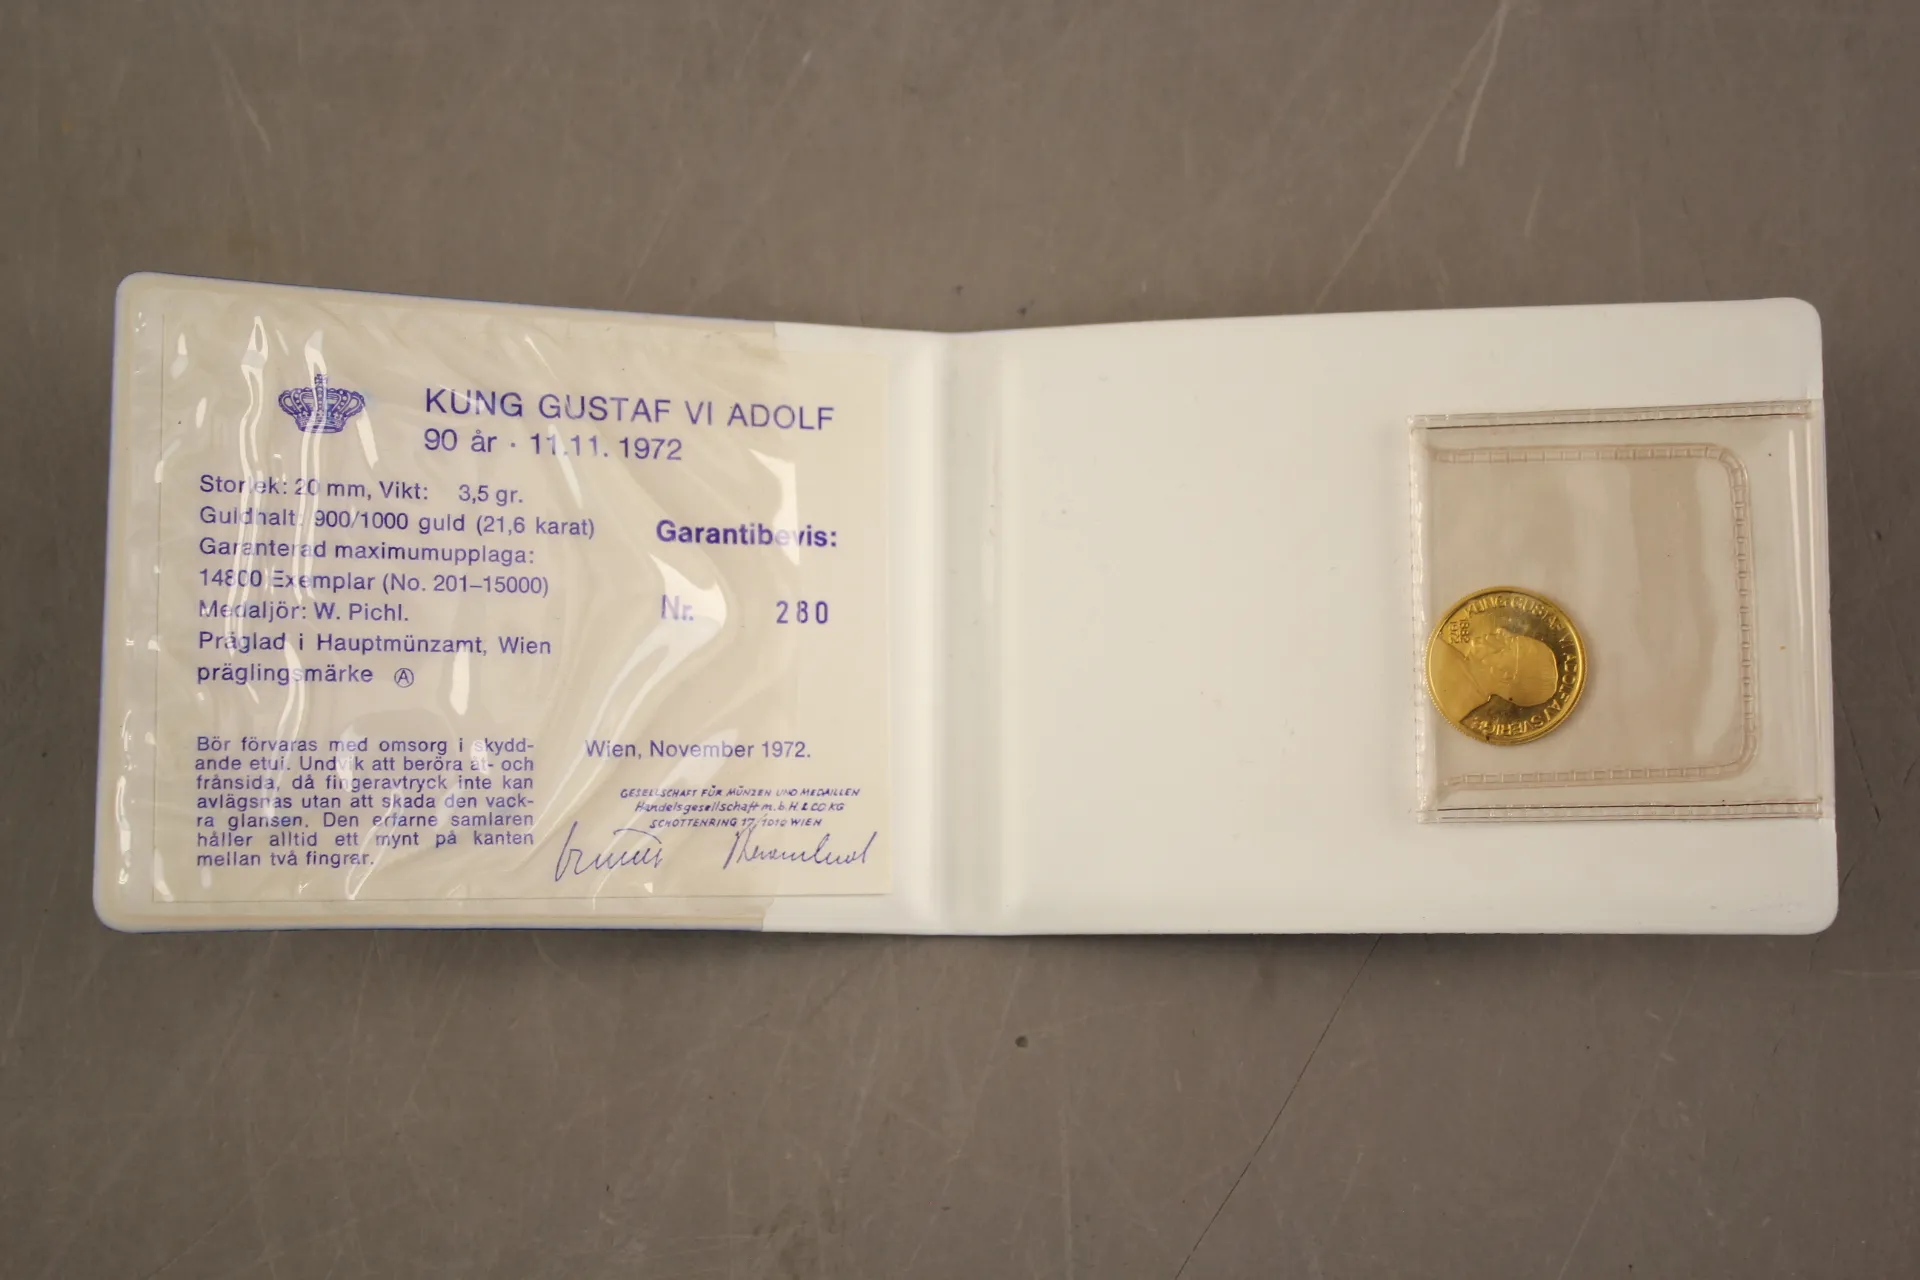 KUNG GUSTAF VI ADOLF
90 år · 11.11. 1972
Storlek: 20 mm, Vikt: 3,5 gr.
Guldhalt: 900/1000 guld (21,6 karat)
Garanterad maximumupplaga:
14800 Exemplar (No. 201–15000)
Medaljör: W. Pichl.
Präglad i Hauptmünzamt, Wien
präglingsmärke Ⓐ
Garantibevis:
Nr. 280
Bör förvaras med omsorg i skydd-
ande etui. Undvik att beröra åt- och
frånsida, då fingeravtryck inte kan
avlägsnas utan att skada den vack-
ra glansen. Den erfarne samlaren
håller alltid ett mynt på kanten
mellan två fingrar.
Wien, November 1972.
GESELLSCHAFT FÜR MÜNZEN UND MEDAILLEN
Handelsgesellschaft m.b.H. & CO KG
SCHOTTENRING 17, 1010 WIEN
KUNG GUSTAF VI ADOLF AV SVERIGE
1882
1972